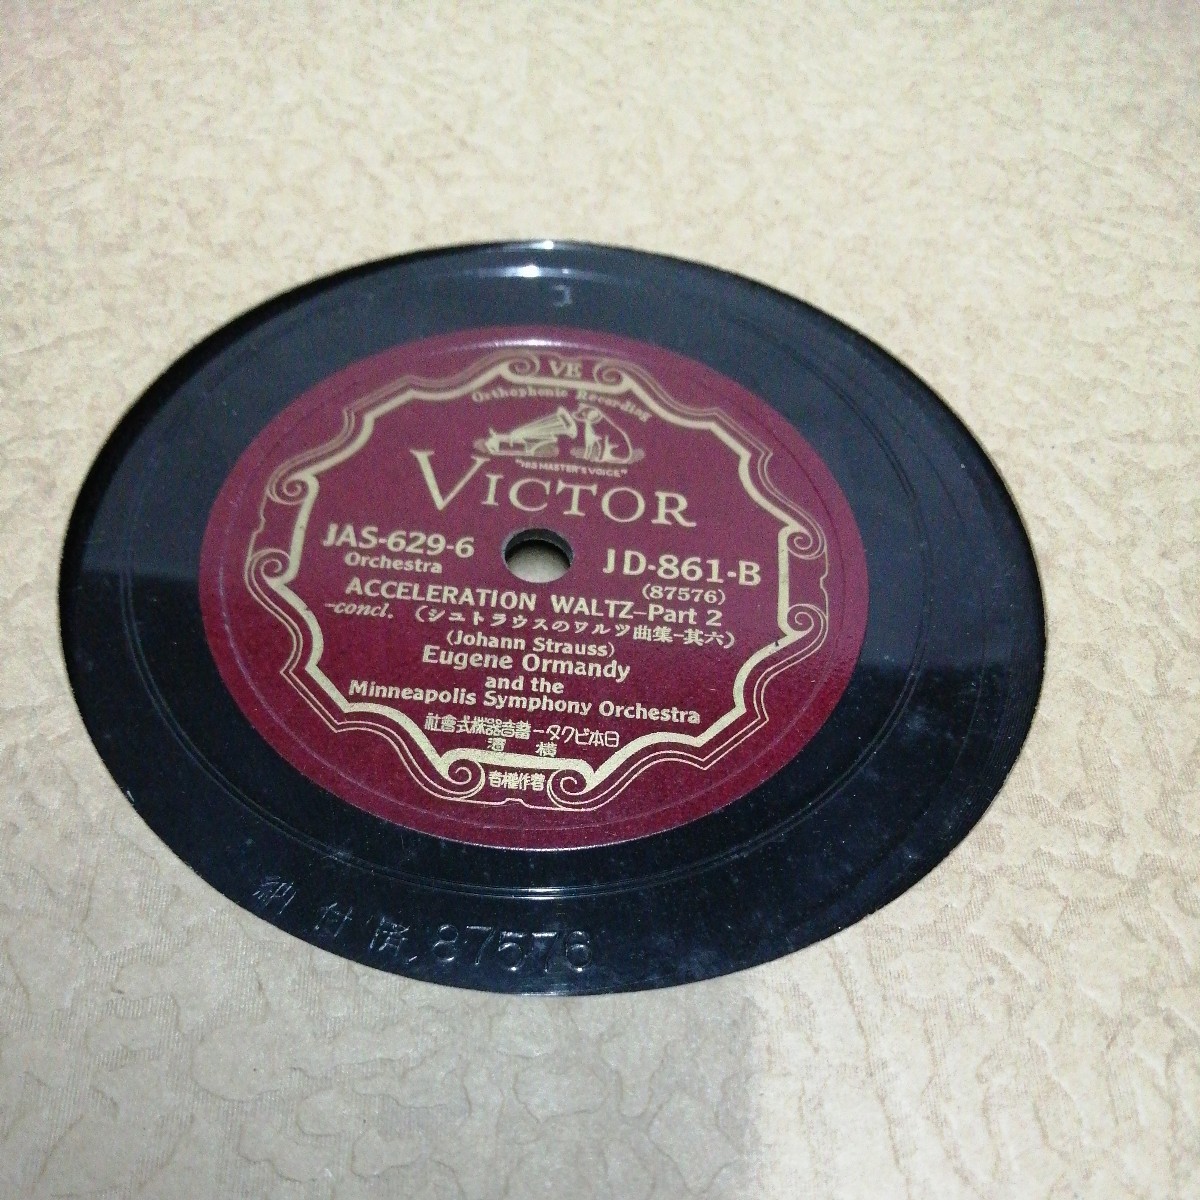 VE
Orthophonic Recording
"HIS MASTER'S VOICE"
VICTOR
JAS-629-6
Orchestra
JD-861-B
(87576)
ACCELERATION WALTZ-Part 2
-concl. (シュトラウスのワルツ曲集-其六)
(Johann Strauss)
Eugene Ormandy
and the
Minneapolis Symphony Orchestra
社會式株器音蓄ータクビ本日
濱 横
者權作著
納付済 87576